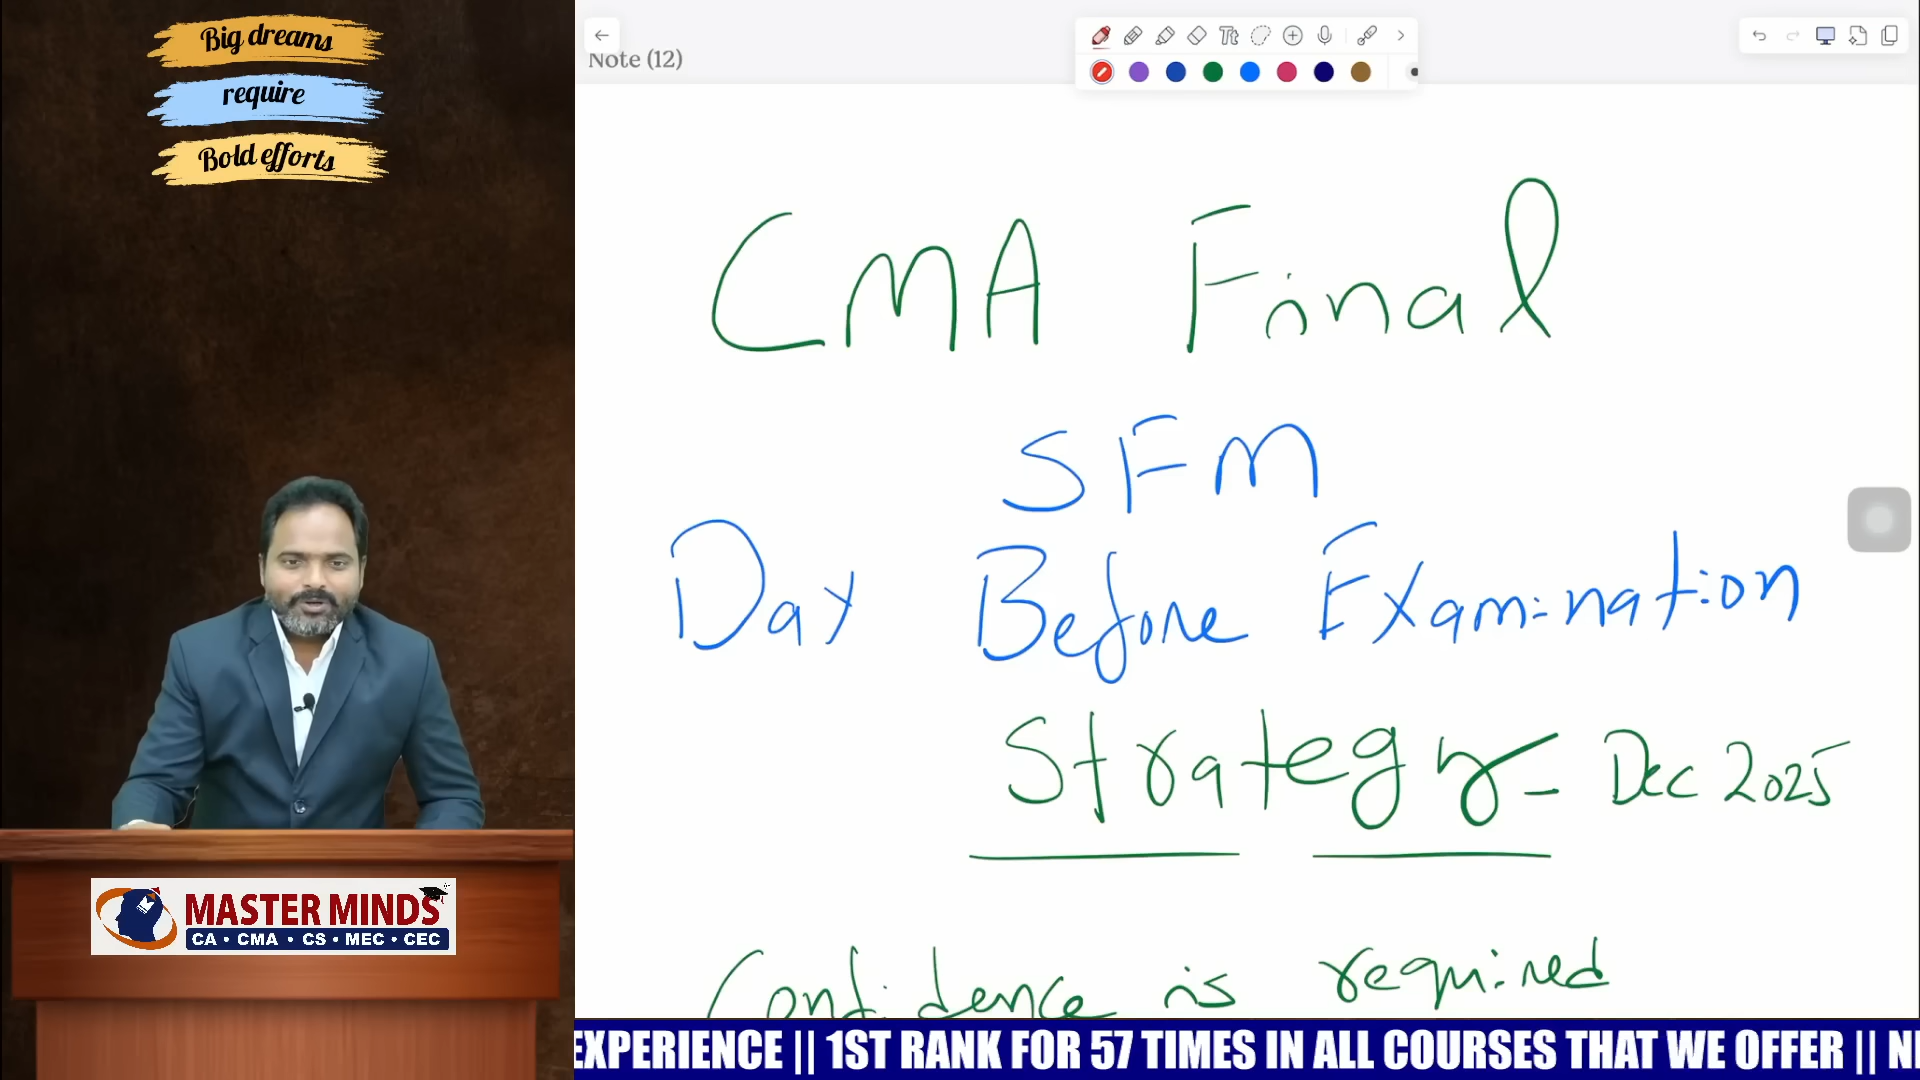 Big dreams
require
Bold efforts
MASTER MINDS
CA • CMA • CS • MEC • CEC
Note (12)
Tt
CMA Final
SFM
Day Before Examination
Strategy - Dec 2025
Confidence is required
EXPERIENCE || 1ST RANK FOR 57 TIMES IN ALL COURSES THAT WE OFFER ||